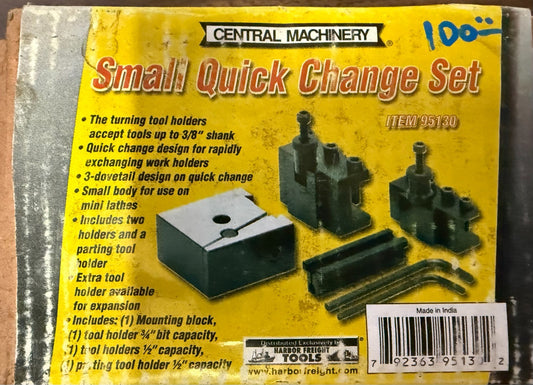 CENTRAL MACHINERY®
100
Small Quick Change Set
ITEM 95130
• The turning tool holders
accept tools up to 3/8" shank
• Quick change design for rapidly
exchanging work holders
• 3-dovetail design on quick change
• Small body for use on
mini lathes
• Includes two
holders and a
parting tool
holder
• Extra tool
holder available
for expansion
• Includes: (1) Mounting block,
(1) tool holder ¾" bit capacity,
(1) tool holders ½" capacity,
(1) parting tool holder ½" capacity
Distributed Exclusively by
HARBOR FREIGHT
TOOLS
www.harborfreight.com
Made in India
7 92363 9513 2